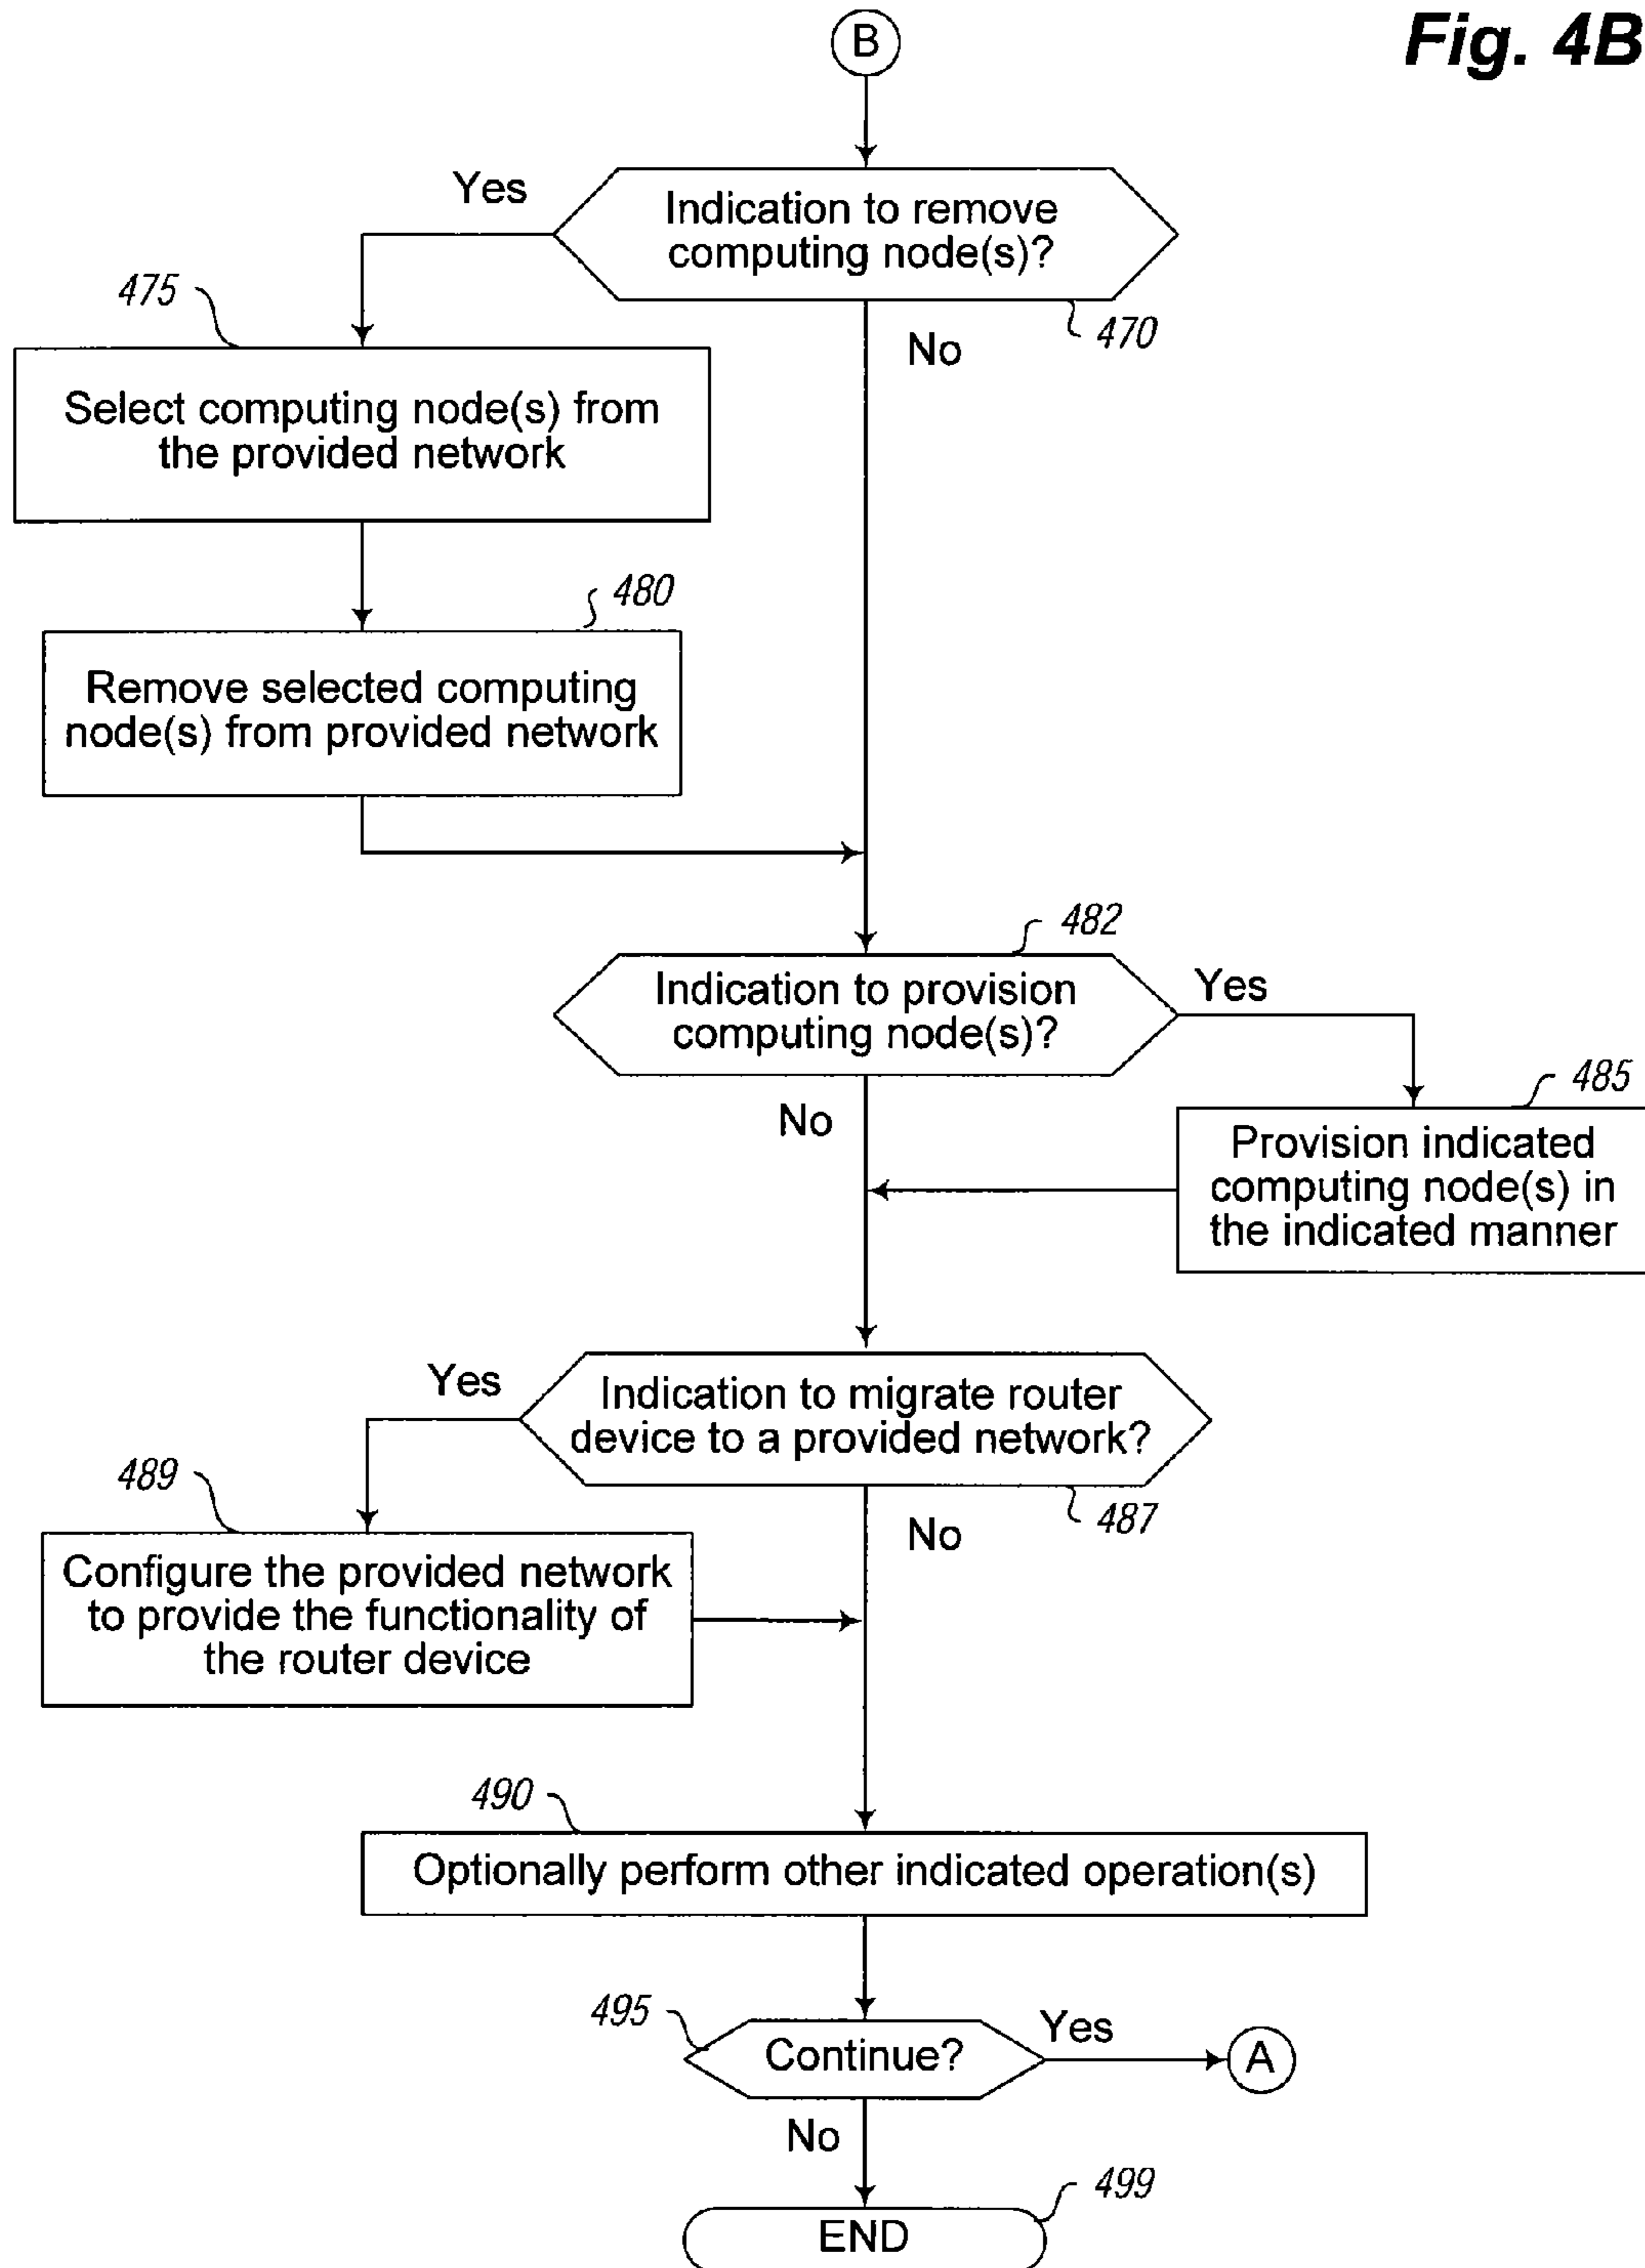 Fig. 4B
B
Yes
Indication to remove
computing node(s)?
475
470
No
Select computing node(s) from
the provided network
480
Remove selected computing
node(s) from provided network
482
Indication to provision
computing node(s)?
Yes
485
No
Provision indicated
computing node(s) in
the indicated manner
Yes
Indication to migrate router
device to a provided network?
489
487
No
Configure the provided network
to provide the functionality of
the router device
490
Optionally perform other indicated operation(s)
495
Continue?
Yes
A
No
499
END